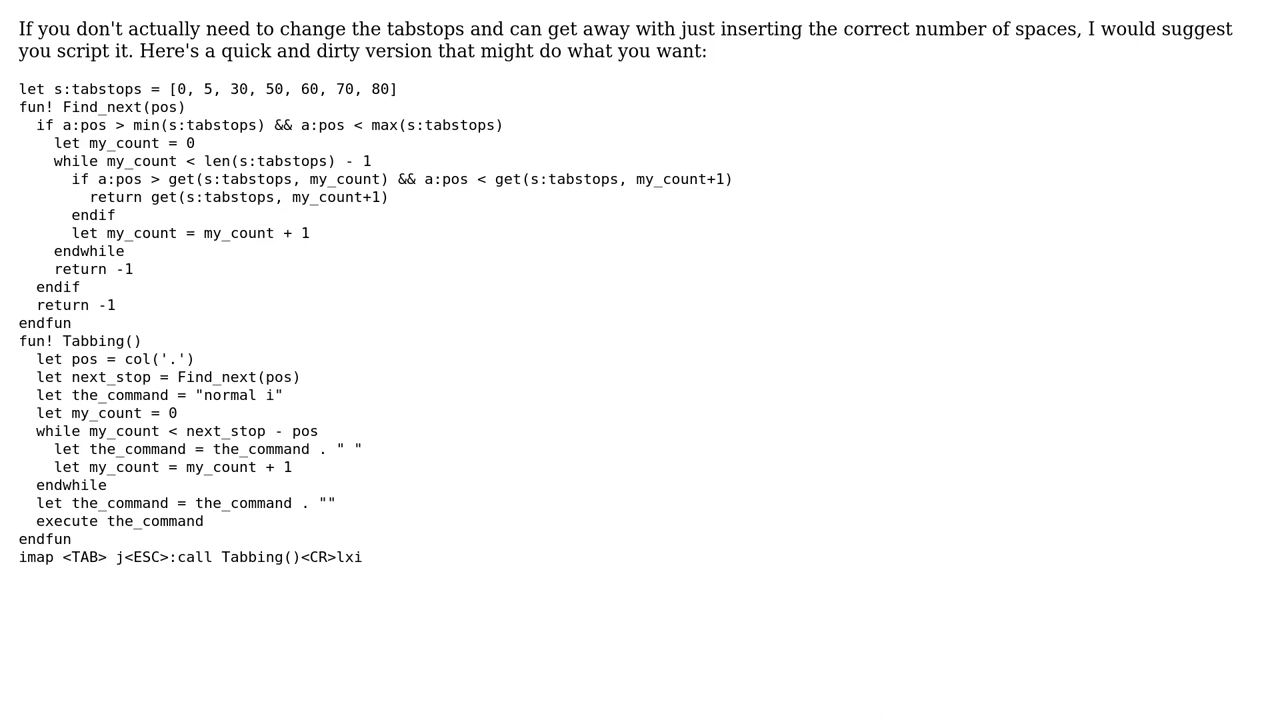 If you don't actually need to change the tabstops and can get away with just inserting the correct number of spaces, I would suggest
you script it. Here's a quick and dirty version that might do what you want:
let s:tabstops = [0, 5, 30, 50, 60, 70, 80]
fun! Find_next(pos)
  if a:pos > min(s:tabstops) && a:pos < max(s:tabstops)
    let my_count = 0
    while my_count < len(s:tabstops) - 1
      if a:pos > get(s:tabstops, my_count) && a:pos < get(s:tabstops, my_count+1)
        return get(s:tabstops, my_count+1)
      endif
      let my_count = my_count + 1
    endwhile
    return -1
  endif
  return -1
endfun
fun! Tabbing()
  let pos = col('.')
  let next_stop = Find_next(pos)
  let the_command = "normal i"
  let my_count = 0
  while my_count < next_stop - pos
    let the_command = the_command . " "
    let my_count = my_count + 1
  endwhile
  let the_command = the_command . ""
  execute the_command
endfun
imap <TAB> j<ESC>:call Tabbing()<CR>lxi